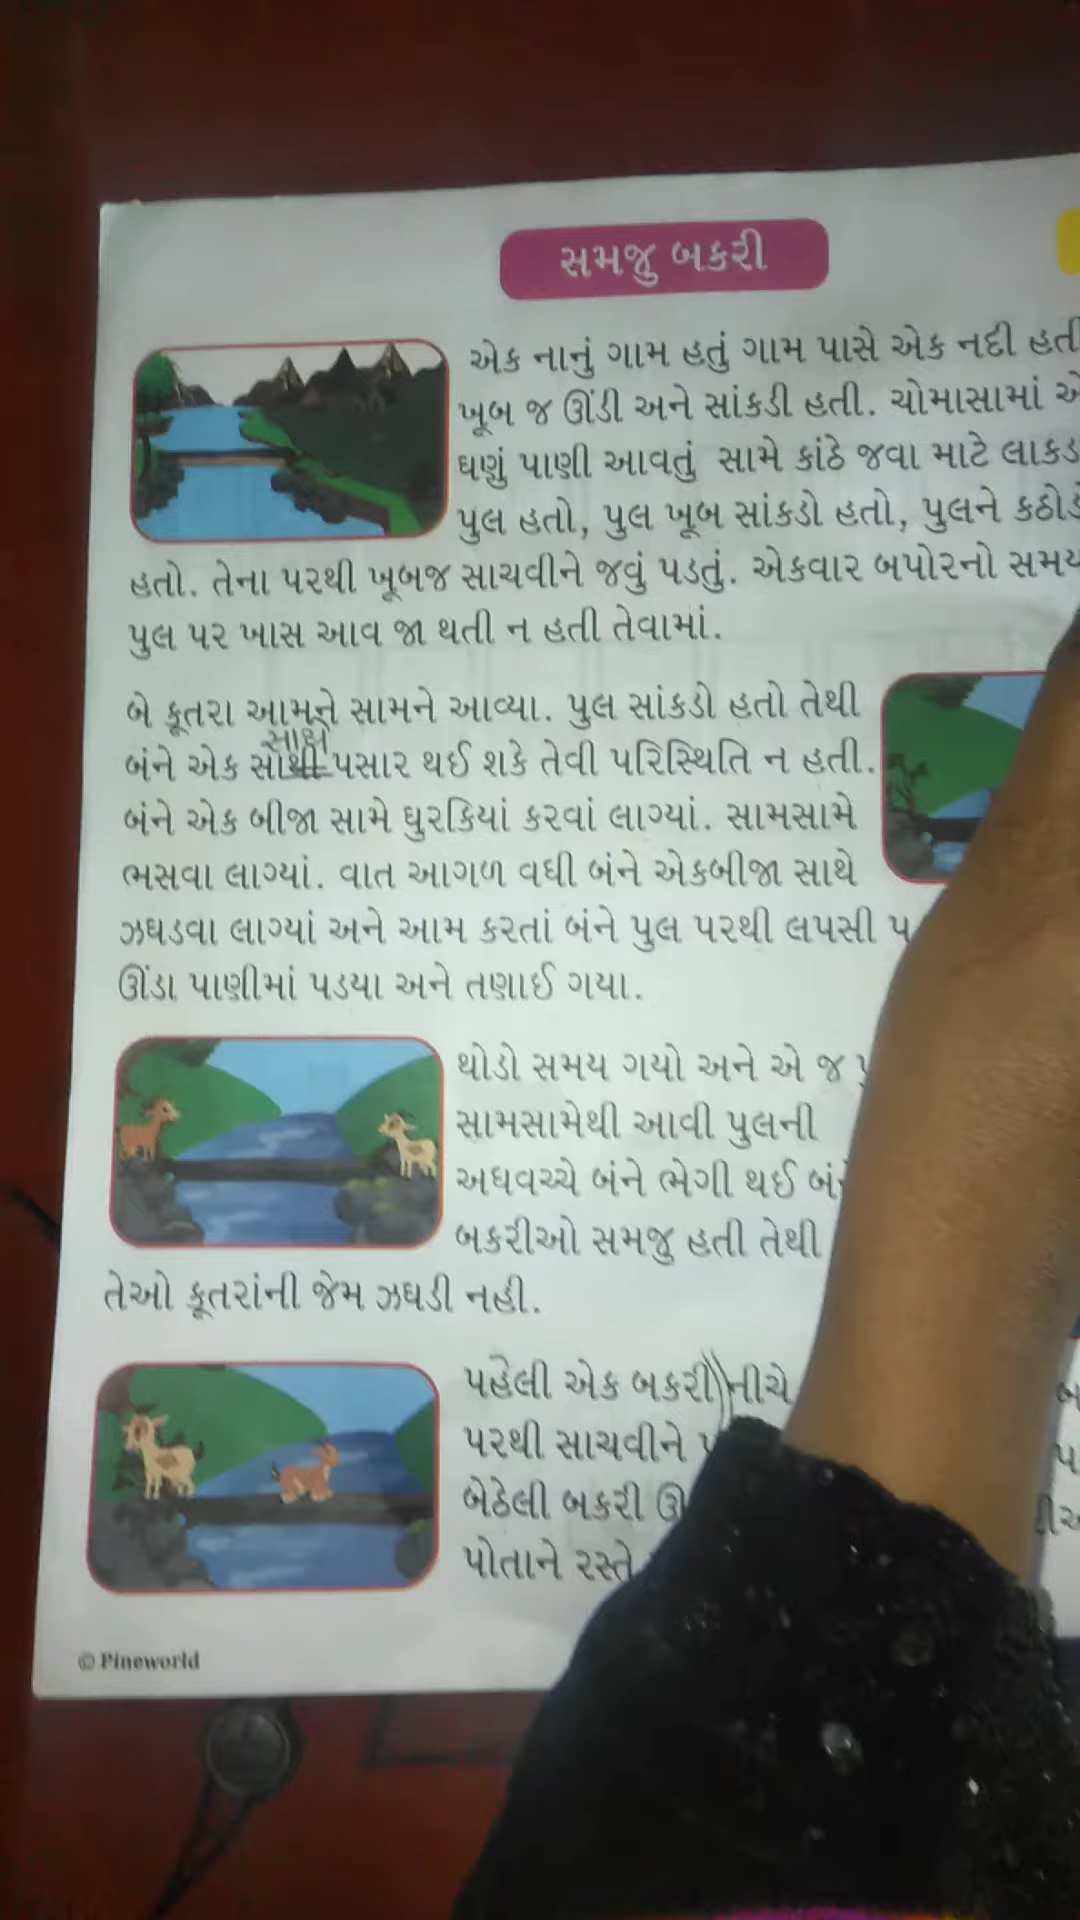 સમજુ બકરી
એક નાનું ગામ હતું ગામ પાસે એક નદી હતી
ખૂબ જ ઊંડી અને સાંકડી હતી. ચોમાસામાં
ઘણું પાણી આવતું સામે કાંઠે જવા માટે
પુલ હતો, પુલ ખૂબ સાંકડો હતો, પુલને
હતો. તેના પરથી ખૂબજ સાચવીને જવું પડતું. એકવાર બપોરનો સમય
પુલ પર ખાસ આવ જા થતી ન હતી તેવામાં.
બે કૂતરા આમને સામને આવ્યા. પુલ સાંકડો હતો તેથી
સાથે
બંને એક સાથી પસાર થઈ શકે તેવી પરિસ્થિતિ ન હતી.
બંને એક બીજા સામે ઘુરકિયાં કરવાં લાગ્યાં. સામસામે
ભસવા લાગ્યાં. વાત આગળ વધી બંને એકબીજા સાથે
ઝઘડવા લાગ્યાં અને આમ કરતાં બંને પુલ પરથી લપસી
ઊંડા પાણીમાં પડયા અને તણાઈ ગયા.
થોડો સમય ગયો અને એ જ
સામસામેથી આવી પુલની
અધવચ્ચે બંને ભેગી થઈ
બકરીઓ સમજુ હતી તેથી
તેઓ કૂતરાંની જેમ ઝઘડી નહી.
પહેલી એક બકરી નીચે
પરથી સાચવીને
બેઠેલી બકરી
પોતાને રસ્તે
© Pineworld